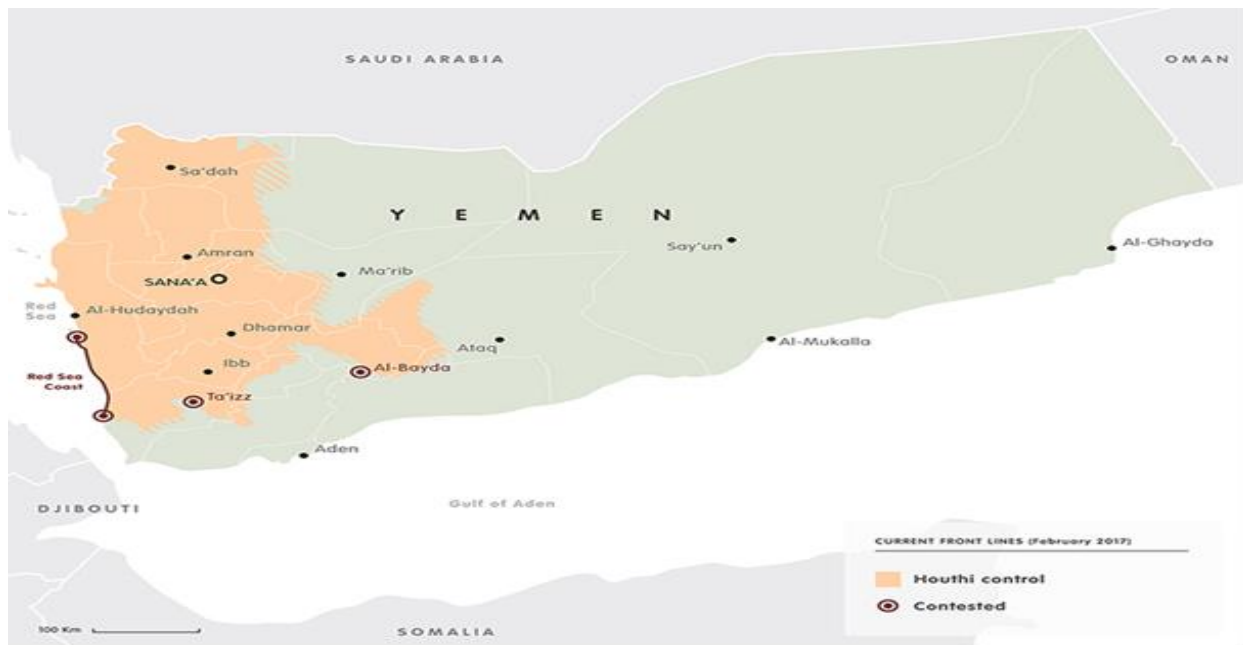 SAUDI ARABIA
OMAN
Sa'dah
YEMEN
Say'un
Al-Ghayda
Amran
Ma'rib
SANA'A
Red
Sea
Al-Hudaydah
Dhamar
Ataq
Al-Mukalla
Ibb
Al-Bayda
Red Sea
Coast
Ta'izz
Aden
DJIBOUTI
Gulf of Aden
CURRENT FRONT LINES (February 2017)
Houthi control
Contested
100 Km
SOMALIA